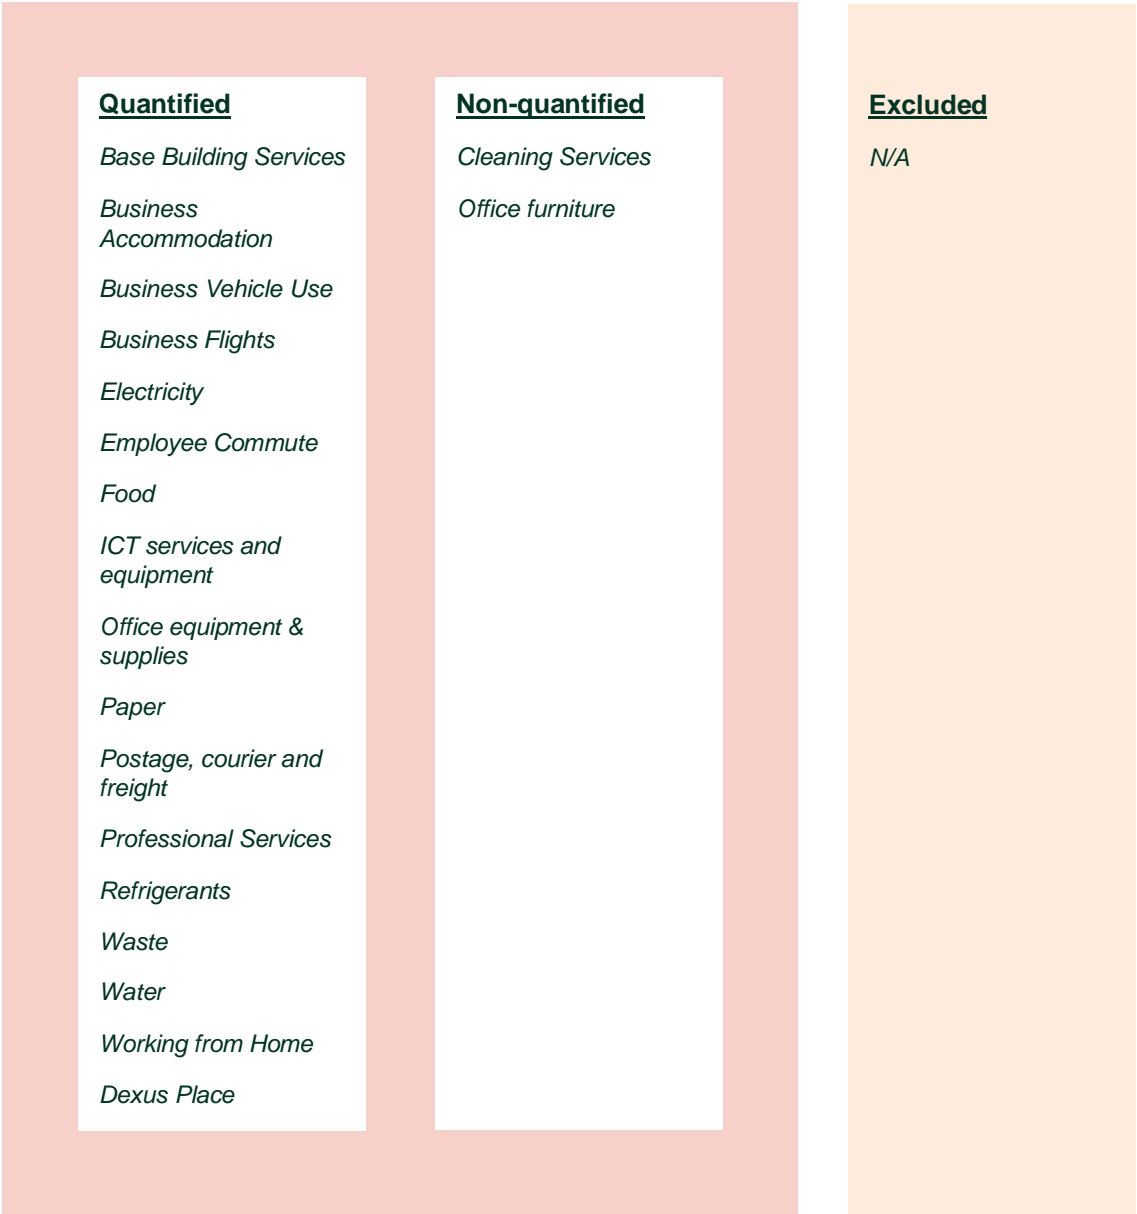 Quantified
Base Building Services
Business
Accommodation
Business Vehicle Use
Business Flights
Electricity
Employee Commute
Food
ICT services and
equipment
Office equipment &
supplies
Paper
Postage, courier and
freight
Professional Services
Refrigerants
Waste
Water
Working from Home
Dexus Place
Non-quantified
Cleaning Services
Office furniture
Excluded
N/A